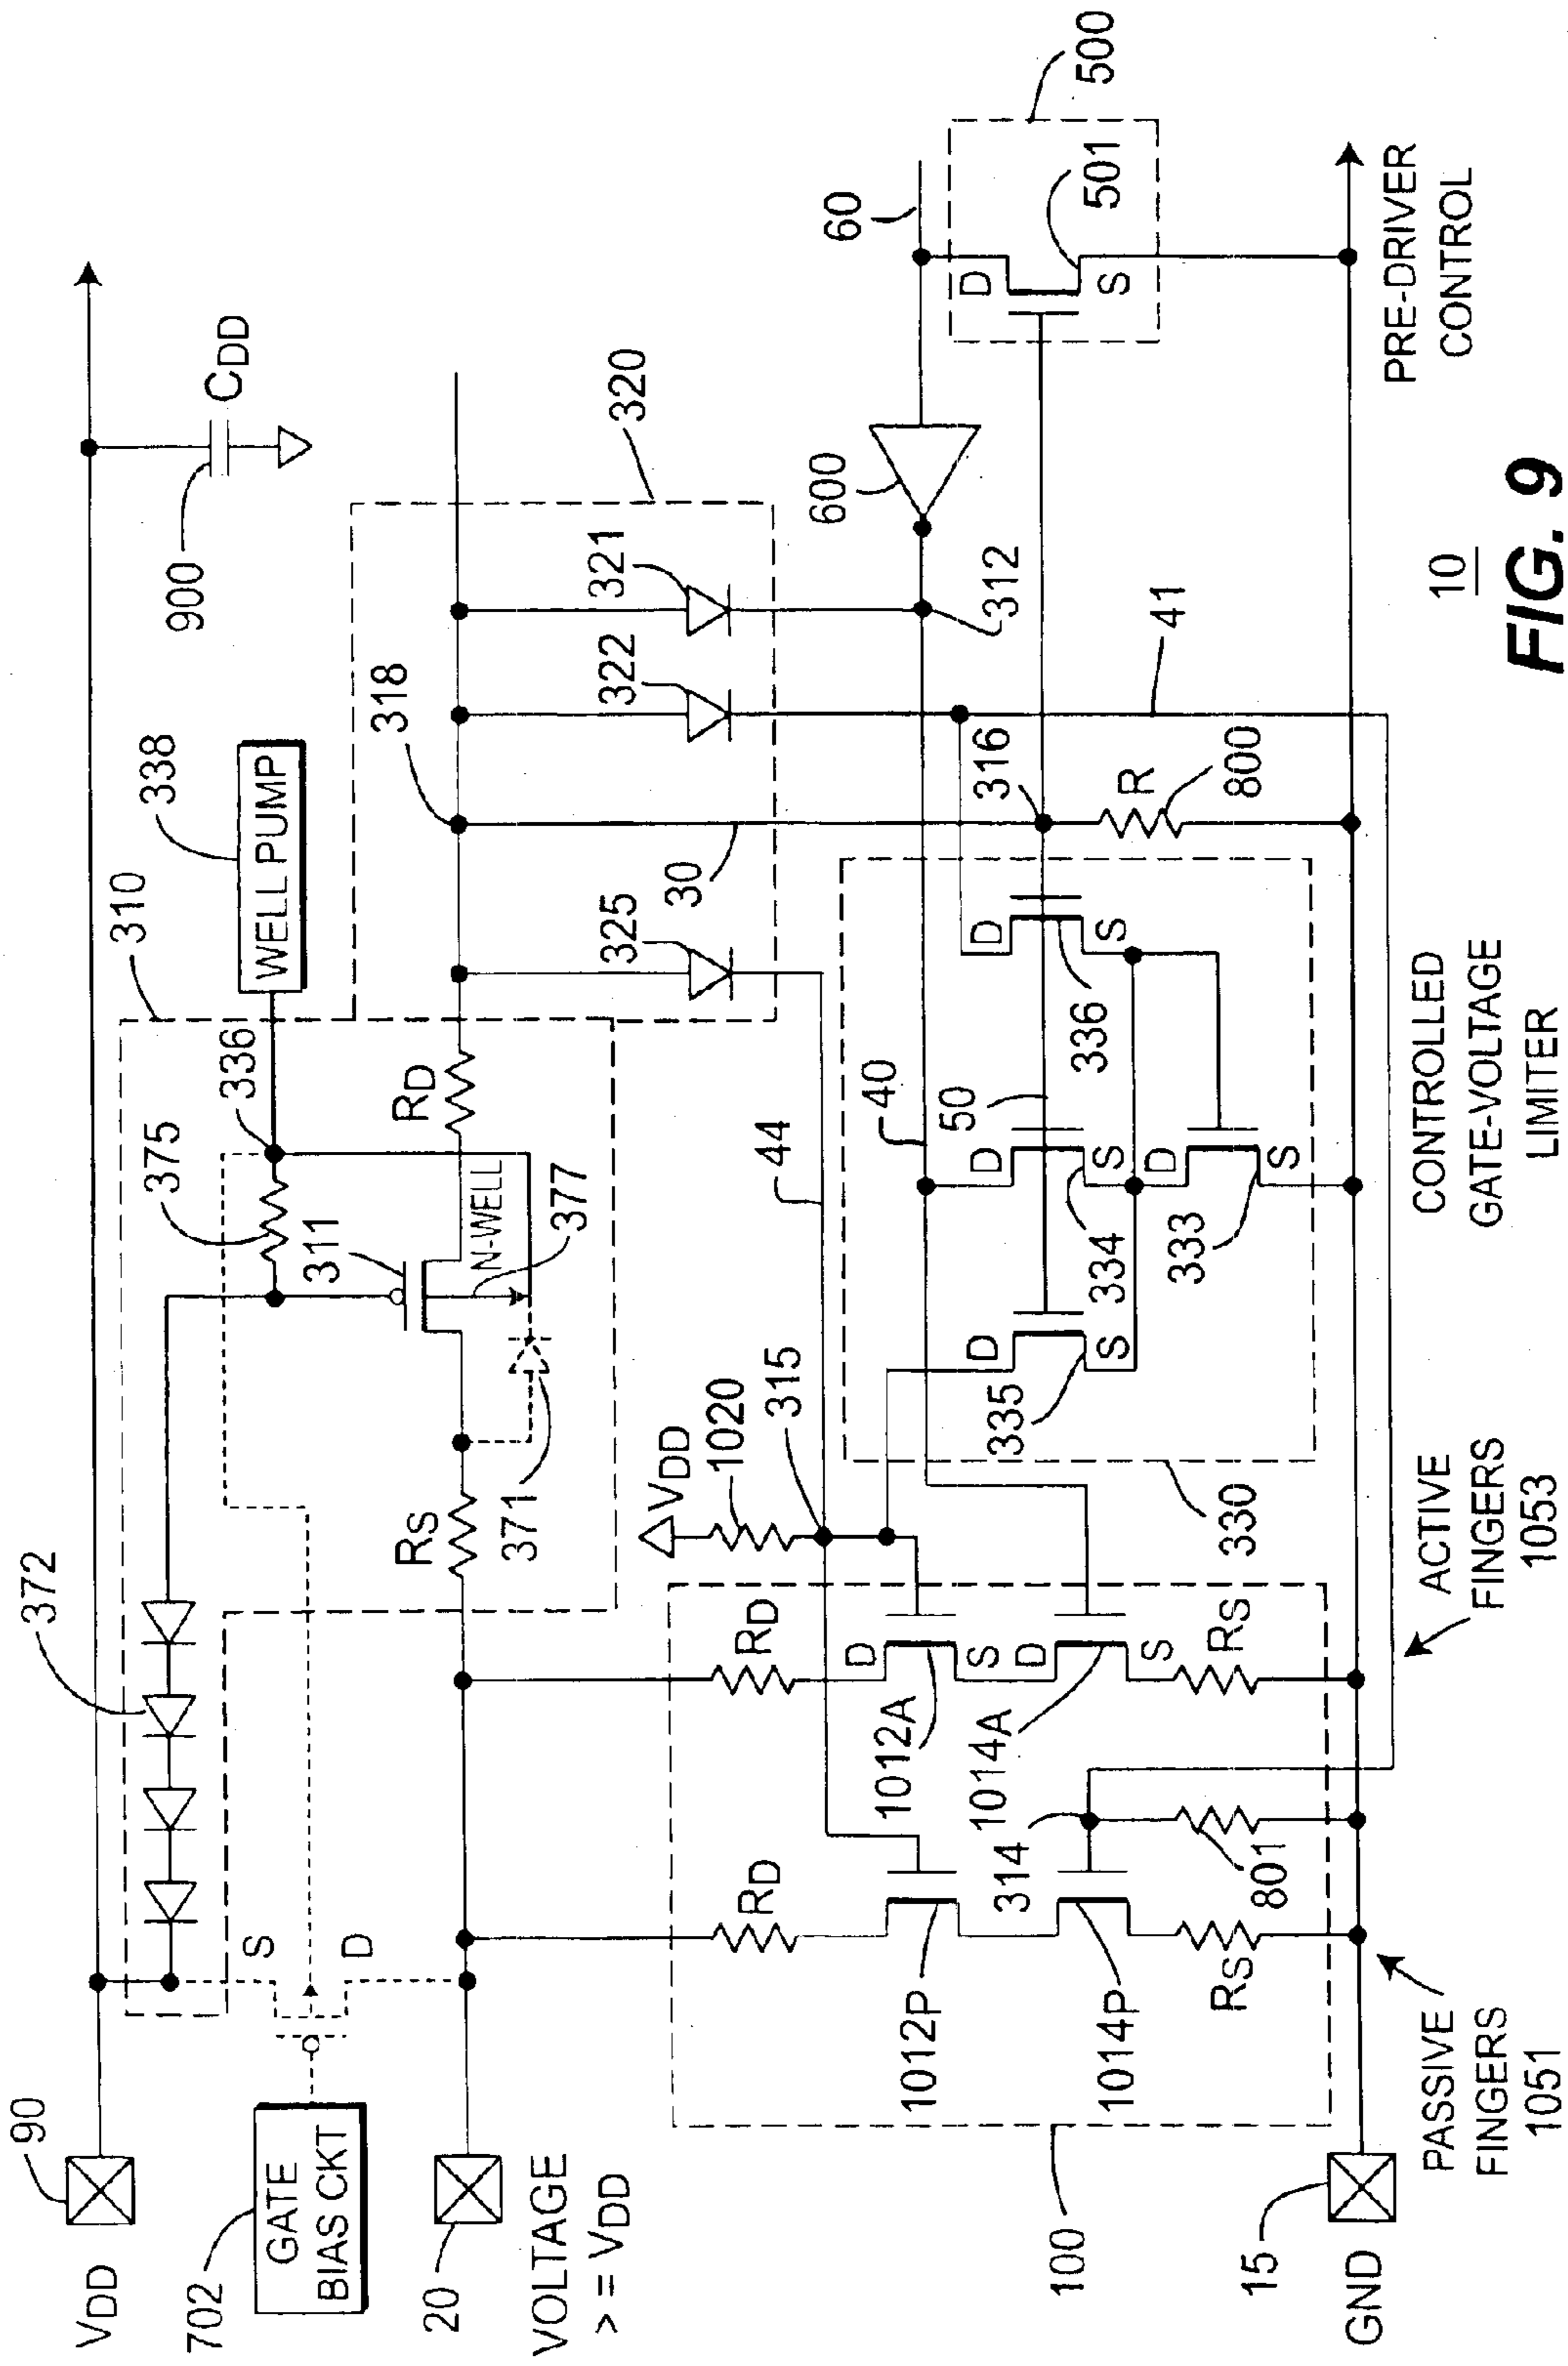 90
VDD
702
GATE
BIAS CKT
S
D
372
310
338
WELL PUMP
336
375
311
N-WELL
377
371
RS
RD
318
900
CDD
320
20
VOLTAGE
> = VDD
325
322
321
30
600
60
D
S
501
500
312
316
R
800
41
VDD
1020
315
44
40
50
D
S
335
D
S
334
D
S
336
D
S
333
330
RD
RD
D
S
1012A
D
S
1014A
RS
1012P
1014P
314
801
RS
100
15
GND
PASSIVE
FINGERS
1051
ACTIVE
FINGERS
1053
CONTROLLED
GATE-VOLTAGE
LIMITER
PRE-DRIVER
CONTROL
10
FIG. 9